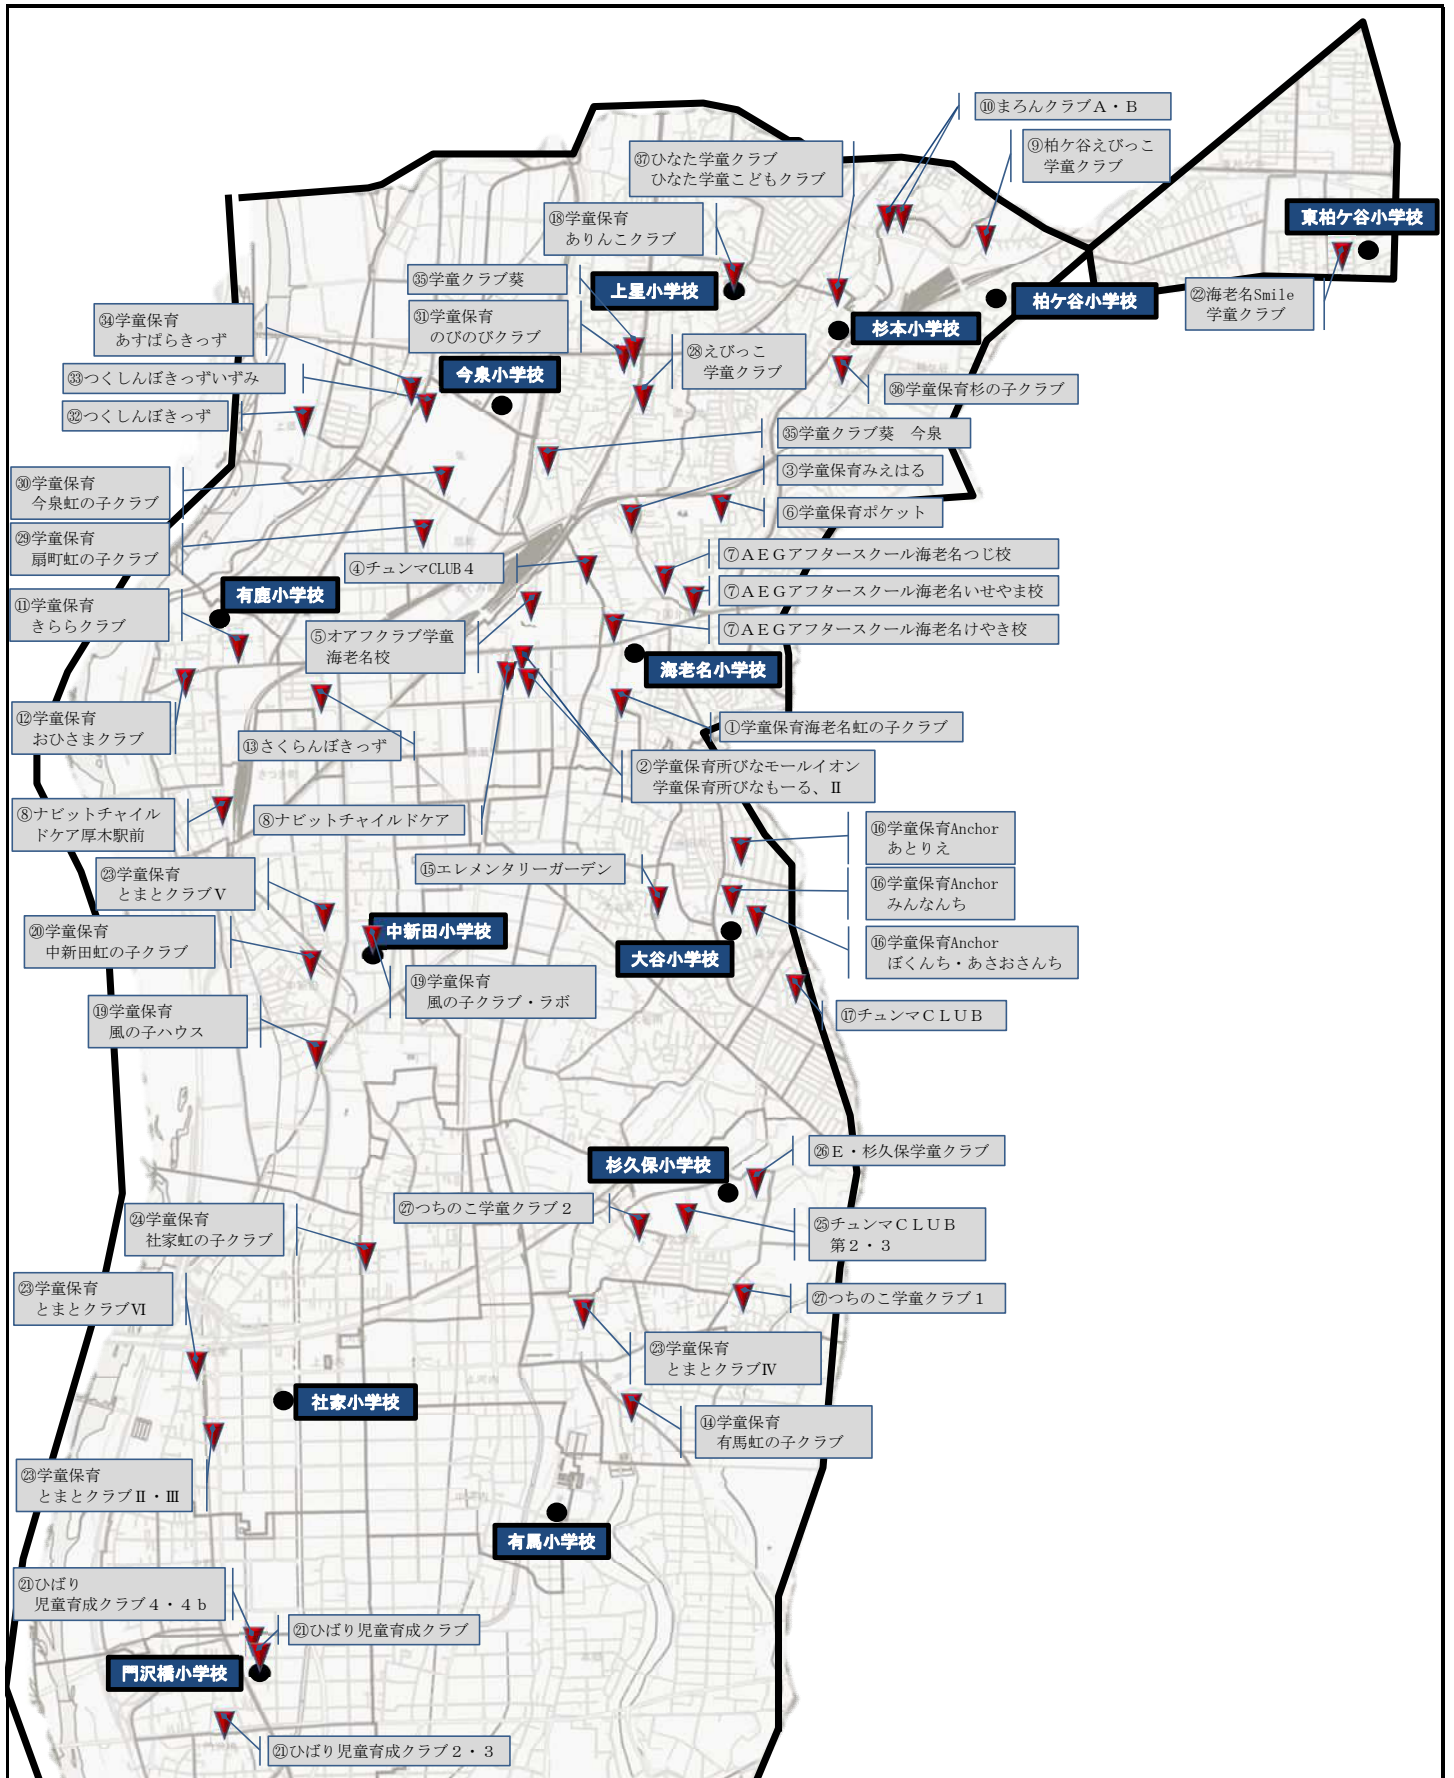 ⑩まろんクラブＡ・Ｂ
⑨柏ケ谷えびっこ
学童クラブ
㊲ひなた学童クラブ
ひなた学童こどもクラブ
⑱学童保育
ありんこクラブ
東柏ケ谷小学校
㉟学童クラブ葵
上星小学校
柏ケ谷小学校
㉒海老名Smile
学童クラブ
㉞学童保育
あすぱらきっず
㉛学童保育
のびのびクラブ
杉本小学校
㉘えびっこ
学童クラブ
今泉小学校
㉝つくしんぼきっずいずみ
㊱学童保育杉の子クラブ
㉜つくしんぼきっず
㉟学童クラブ葵　今泉
③学童保育みえはる
㉚学童保育
今泉虹の子クラブ
⑥学童保育ポケット
㉙学童保育
扇町虹の子クラブ
④チュンマCLUB４
⑦ＡＥＧアフタースクール海老名つじ校
有鹿小学校
⑦ＡＥＧアフタースクール海老名いせやま校
⑪学童保育
きららクラブ
⑤オアフクラブ学童
海老名校
⑦ＡＥＧアフタースクール海老名けやき校
海老名小学校
⑫学童保育
おひさまクラブ
⑬さくらんぼきっず
①学童保育海老名虹の子クラブ
②学童保育所びなモールイオン
学童保育所びなもーる、Ⅱ
⑧ナビットチャイル
ドケア厚木駅前
⑧ナビットチャイルドケア
⑯学童保育Anchor
あとりえ
㉓学童保育
とまとクラブⅤ
⑮エレメンタリーガーデン
⑯学童保育Anchor
みんなんち
⑳学童保育
中新田虹の子クラブ
中新田小学校
大谷小学校
⑯学童保育Anchor
ぼくんち・あさおさんち
⑲学童保育
風の子クラブ・ラボ
⑲学童保育
風の子ハウス
⑰チュンマＣＬＵＢ
㉖Ｅ・杉久保学童クラブ
杉久保小学校
㉗つちのこ学童クラブ２
㉔学童保育
社家虹の子クラブ
㉕チュンマＣＬＵＢ
第２・３
㉓学童保育
とまとクラブⅥ
㉗つちのこ学童クラブ１
㉓学童保育
とまとクラブⅣ
社家小学校
⑭学童保育
有馬虹の子クラブ
㉓学童保育
とまとクラブⅡ・Ⅲ
有馬小学校
㉑ひばり
児童育成クラブ４・４ｂ
㉑ひばり児童育成クラブ
門沢橋小学校
㉑ひばり児童育成クラブ２・３